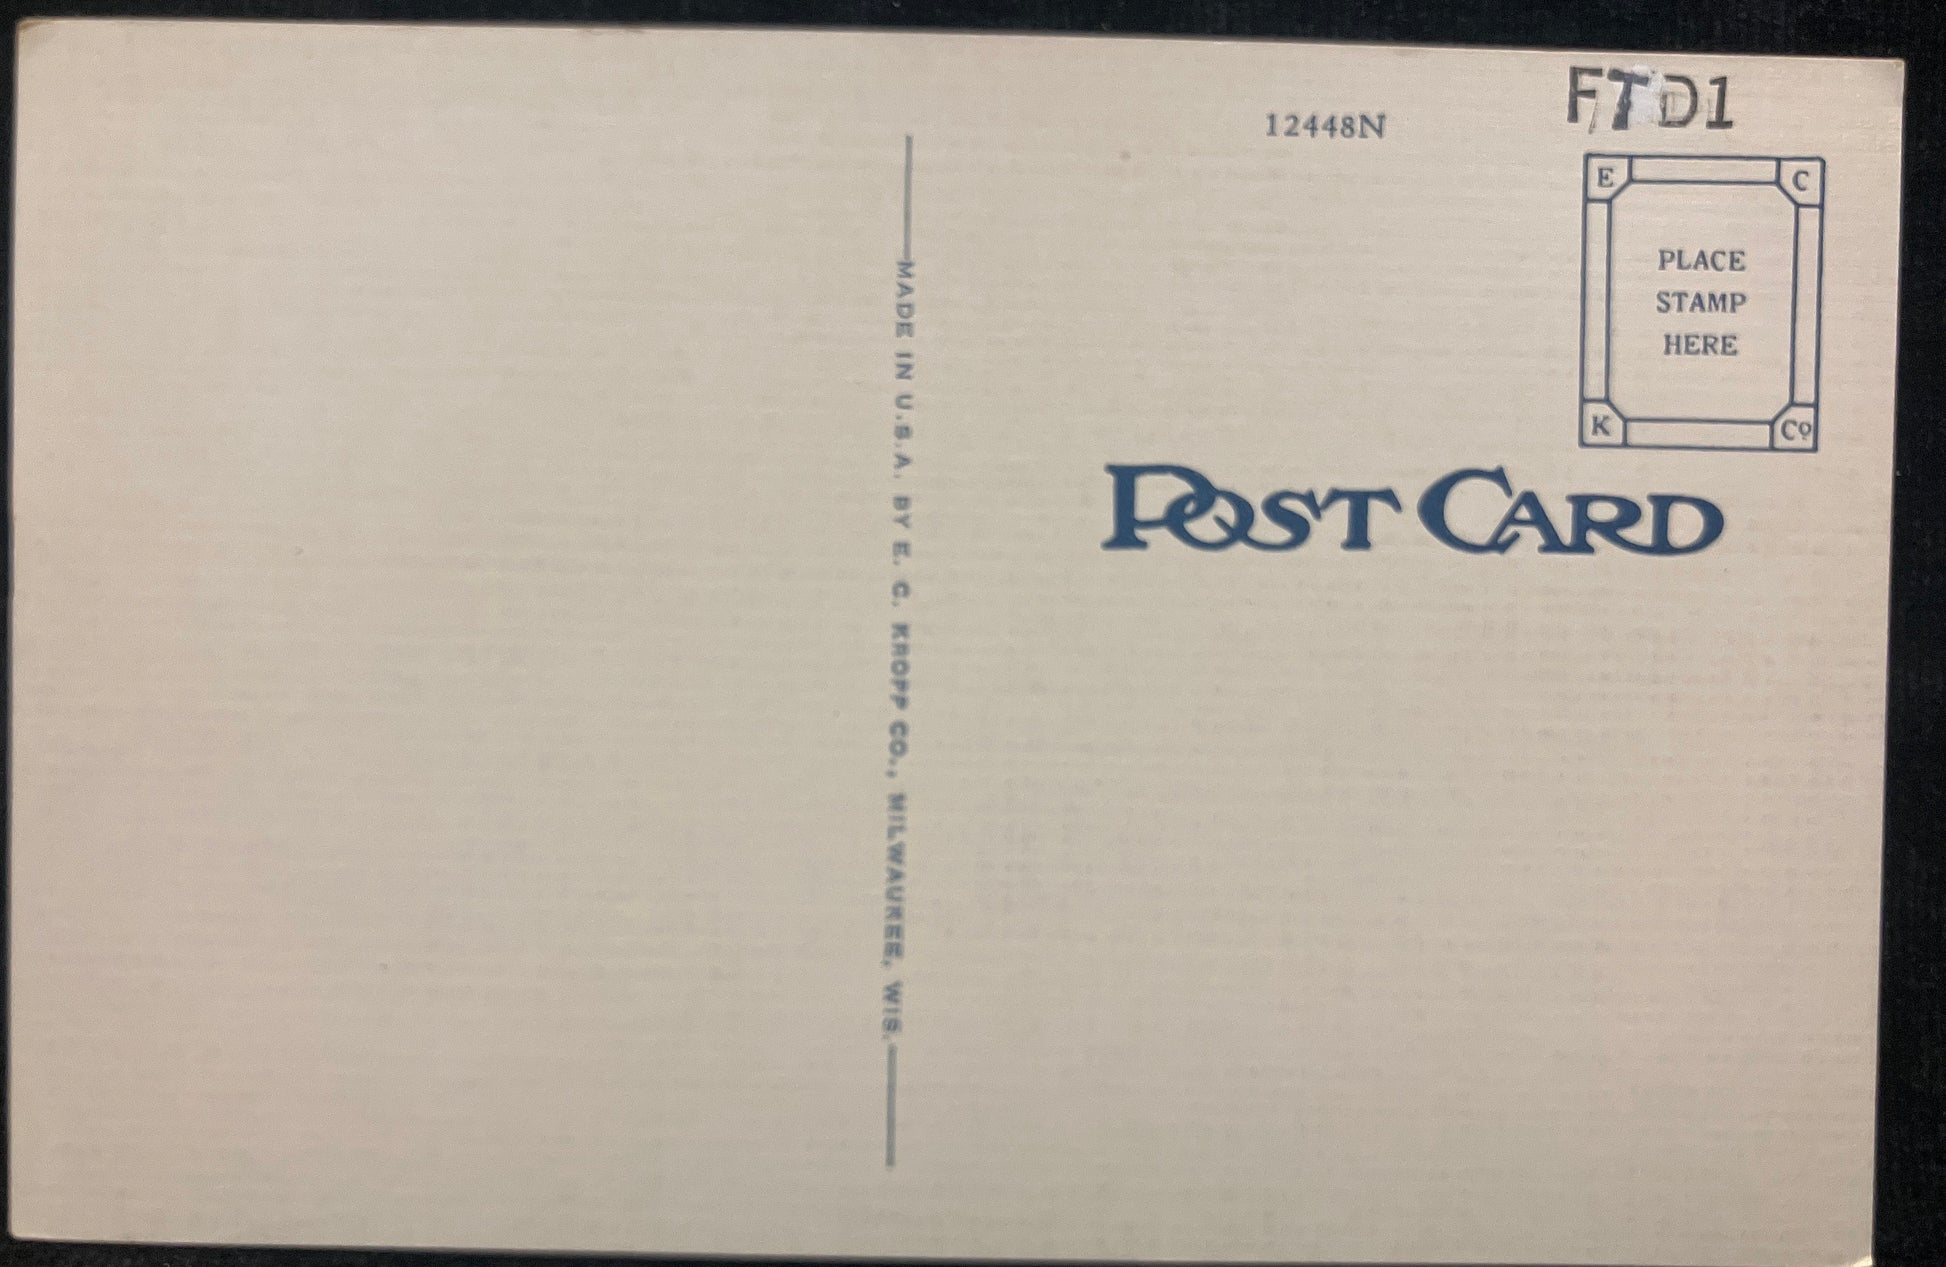 FTD1
12448N
E C
PLACE
STAMP
HERE
K Co
POST CARD
MADE IN U.S.A. BY E. C. KROPP CO., MILWAUKEE, WIS.